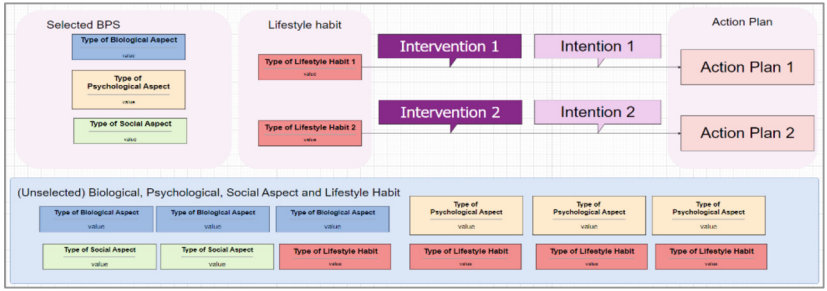 Selected BPS
Type of Biological Aspect
value
Type of
Psychological Aspect
value
Type of Social Aspect
value
Lifestyle habit
Type of Lifestyle Habit 1
value
Type of Lifestyle Habit 2
value
Intervention 1
Intention 1
Intervention 2
Intention 2
Action Plan
Action Plan 1
Action Plan 2
(Unselected) Biological, Psychological, Social Aspect and Lifestyle Habit
Type of Biological Aspect
value
Type of Biological Aspect
value
Type of Biological Aspect
value
Type of
Psychological Aspect
value
Type of
Psychological Aspect
value
Type of
Psychological Aspect
value
Type of Social Aspect
value
Type of Social Aspect
value
Type of Lifestyle Habit
value
Type of Lifestyle Habit
value
Type of Lifestyle Habit
value
Type of Lifestyle Habit
value